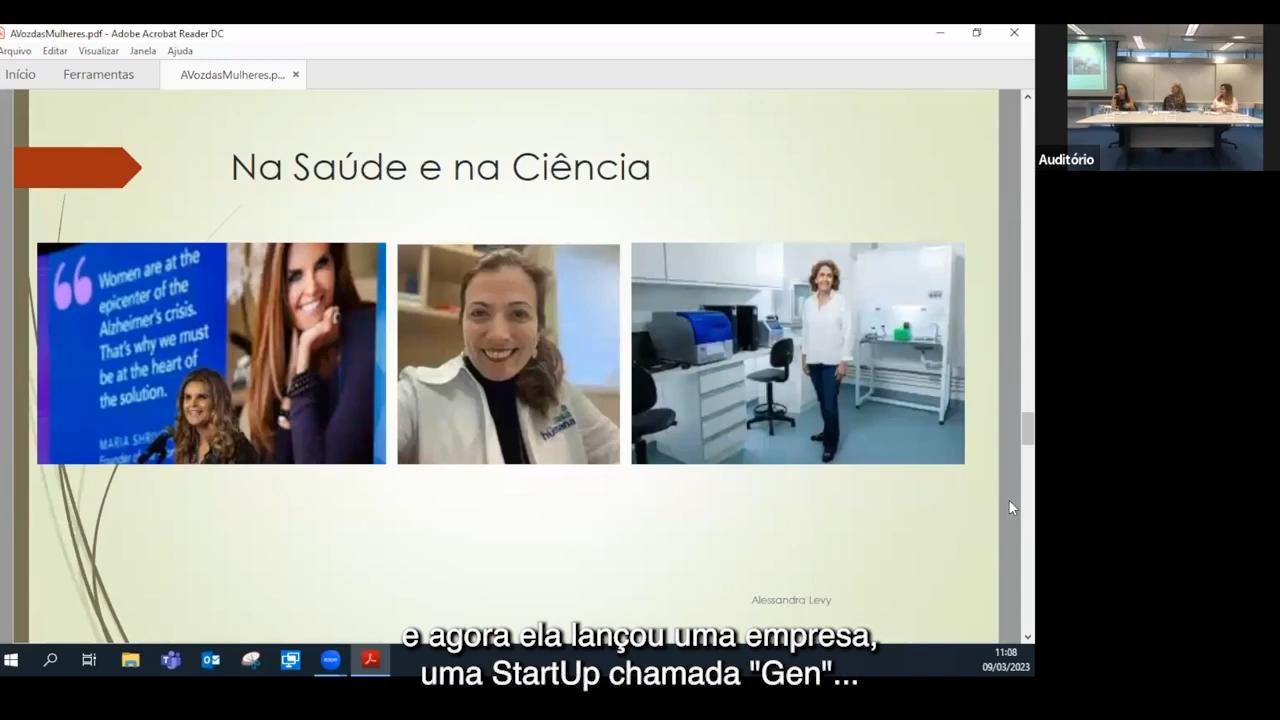 AVozdasMulheres.pdf - Adobe Acrobat Reader DC
Arquivo Editar Visualizar Janela Ajuda
Início Ferramentas AVozdasMulheres.p... ×
Auditório
Na Saúde e na Ciência
Women are at the
epicenter of the
Alzheimer's crisis.
That's why we must
be at the heart of
the solution.
MARIA
Founder of
humana
Alessandra Levy
e agora ela lançou uma empresa,
uma StartUp chamada "Gen"...
zoom
11:08
09/03/2023